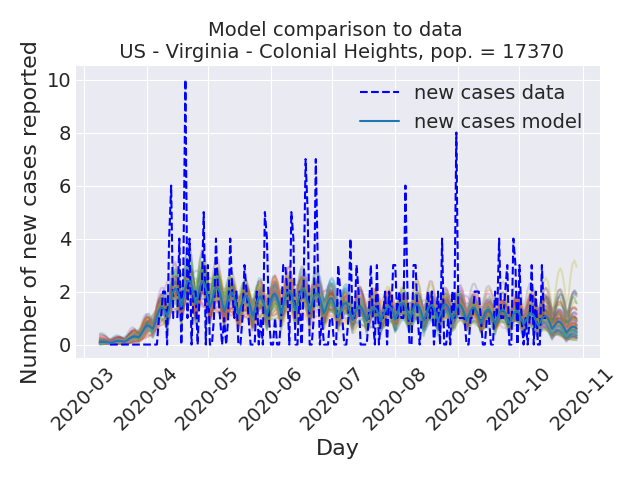 Model comparison to data
US - Virginia - Colonial Heights, pop. = 17370
Number of new cases reported
10
8
6
4
2
0
new cases data
new cases model
2020-03
2020-04
2020-05
2020-06
2020-07
2020-08
2020-09
2020-10
2020-11
Day